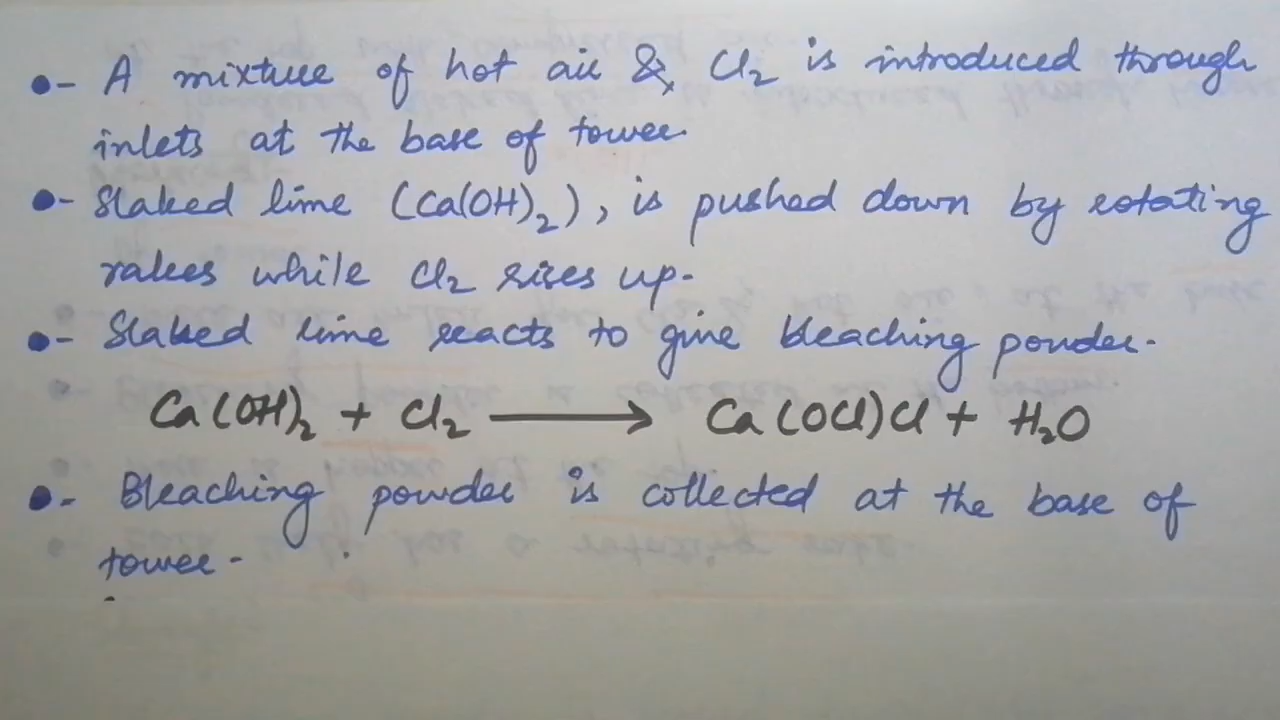 ●- A mixture of hot air & Cl₂ is introduced through
inlets at the base of tower.
●- Slaked lime (Ca(OH)₂), is pushed down by rotating
rakes while Cl₂ rises up.
●- Slaked lime reacts to give bleaching powder.
Ca(OH)₂ + Cl₂ ⟶ Ca(OCl)Cl + H₂O
●- Bleaching powder is collected at the base of
tower.